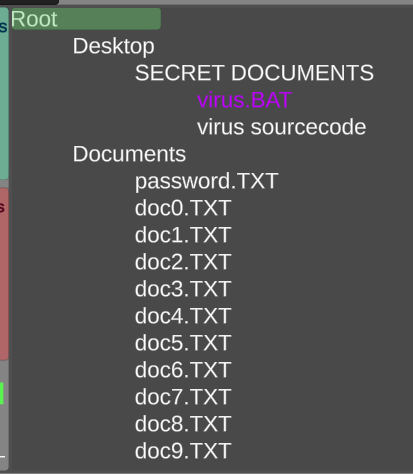 Root
Desktop
SECRET DOCUMENTS
virus.BAT
virus sourcecode
Documents
password.TXT
doc0.TXT
doc1.TXT
doc2.TXT
doc3.TXT
doc4.TXT
doc5.TXT
doc6.TXT
doc7.TXT
doc8.TXT
doc9.TXT